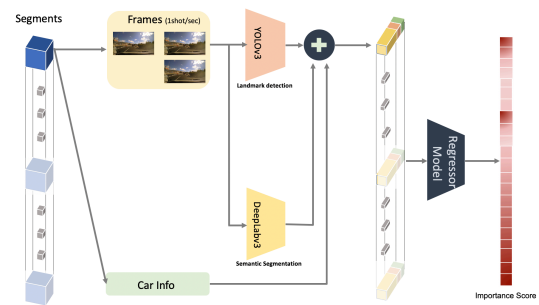 Segments
Frames (1shot/sec)
YOLOv3
Landmark detection
DeepLabv3
Semantic Segmentation
Car Info
Regressor
Model
Importance Score